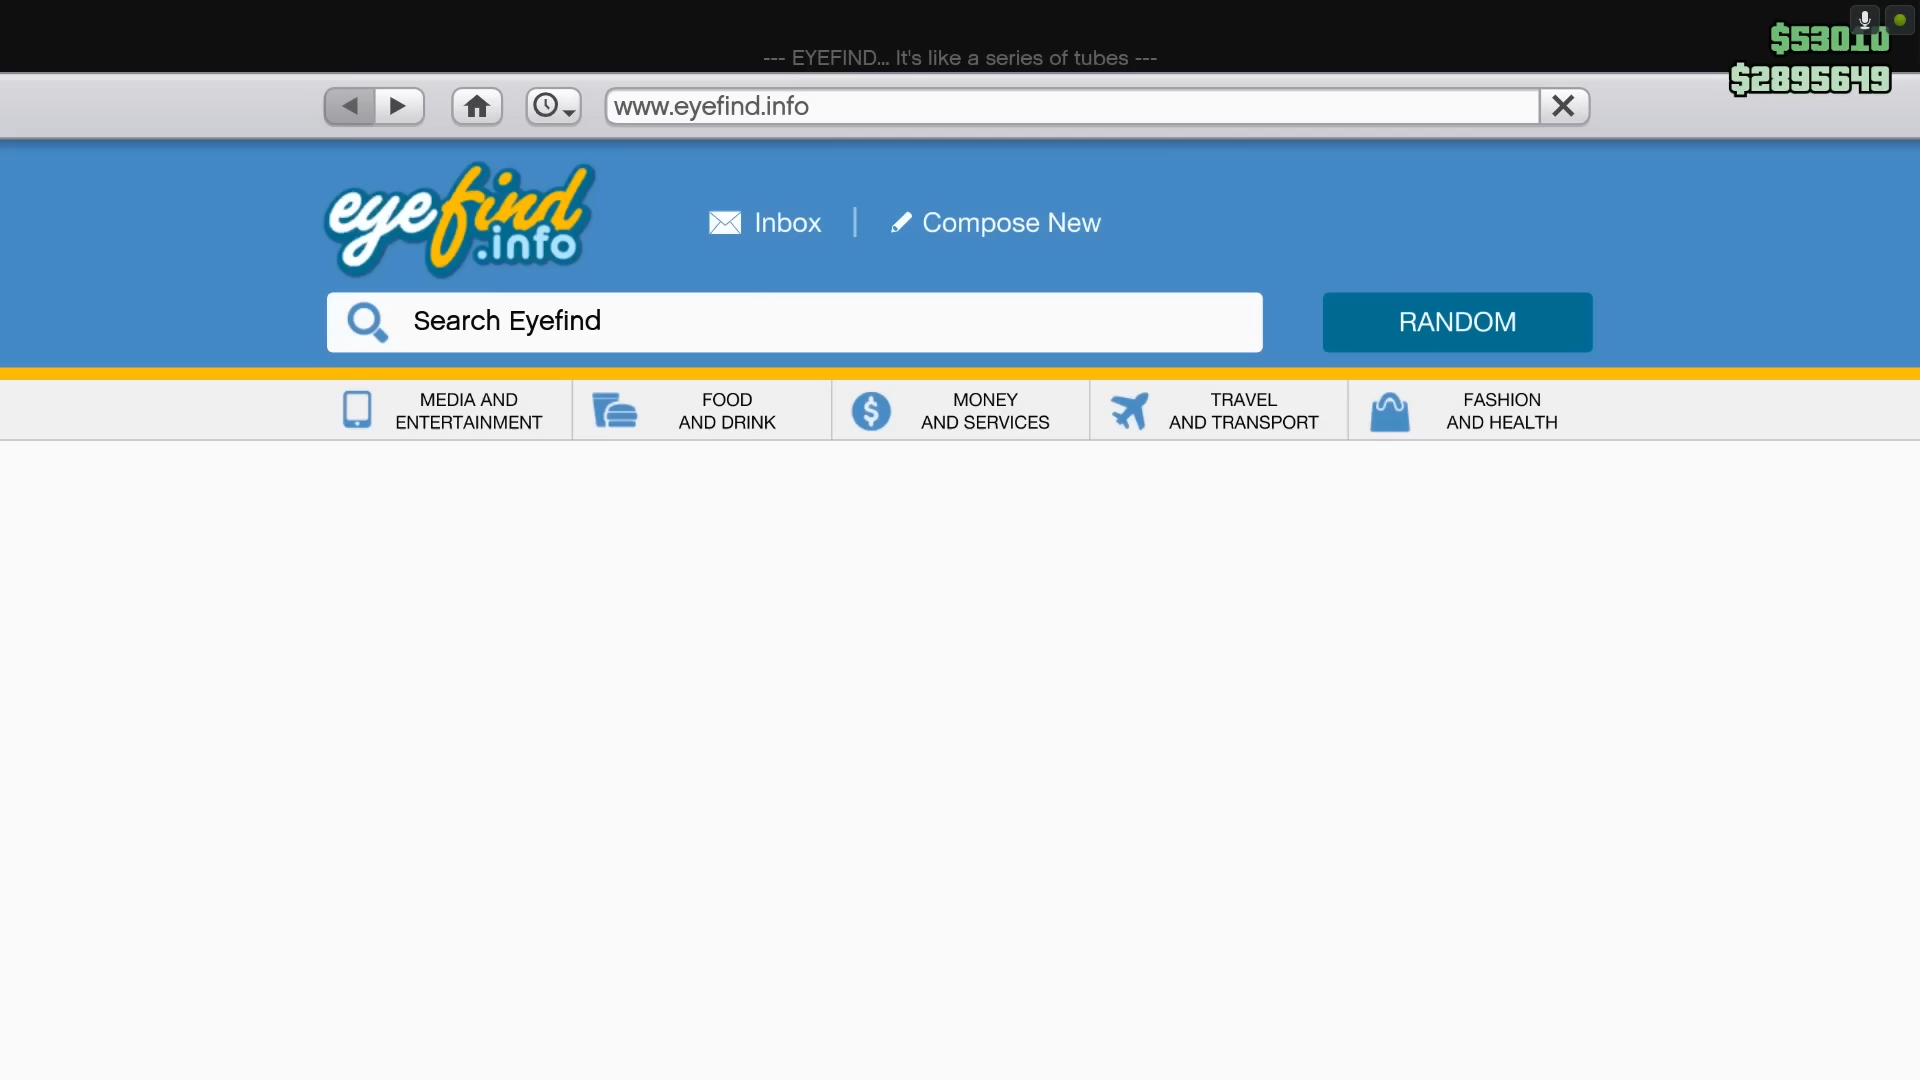 --- EYEFIND... It's like a series of tubes ---
$53010
$2895649
www.eyefind.info
eyefind.info
Inbox
Compose New
Search Eyefind
RANDOM
MEDIA AND
ENTERTAINMENT
FOOD
AND DRINK
MONEY
AND SERVICES
TRAVEL
AND TRANSPORT
FASHION
AND HEALTH